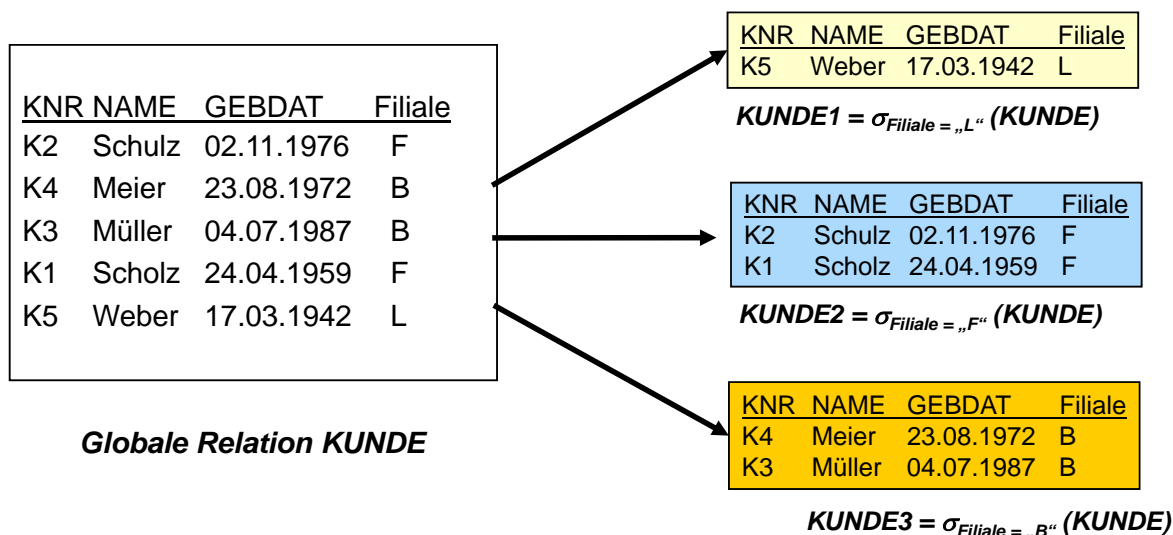 KNR NAME GEBDAT Filiale
K2 Schulz 02.11.1976 F
K4 Meier 23.08.1972 B
K3 Müller 04.07.1987 B
K1 Scholz 24.04.1959 F
K5 Weber 17.03.1942 L
Globale Relation KUNDE
KNR NAME GEBDAT Filiale
K5 Weber 17.03.1942 L
KUNDE1 = σFiliale = „L“ (KUNDE)
KNR NAME GEBDAT Filiale
K2 Schulz 02.11.1976 F
K1 Scholz 24.04.1959 F
KUNDE2 = σFiliale = „F“ (KUNDE)
KNR NAME GEBDAT Filiale
K4 Meier 23.08.1972 B
K3 Müller 04.07.1987 B
KUNDE3 = σFiliale = „B“ (KUNDE)